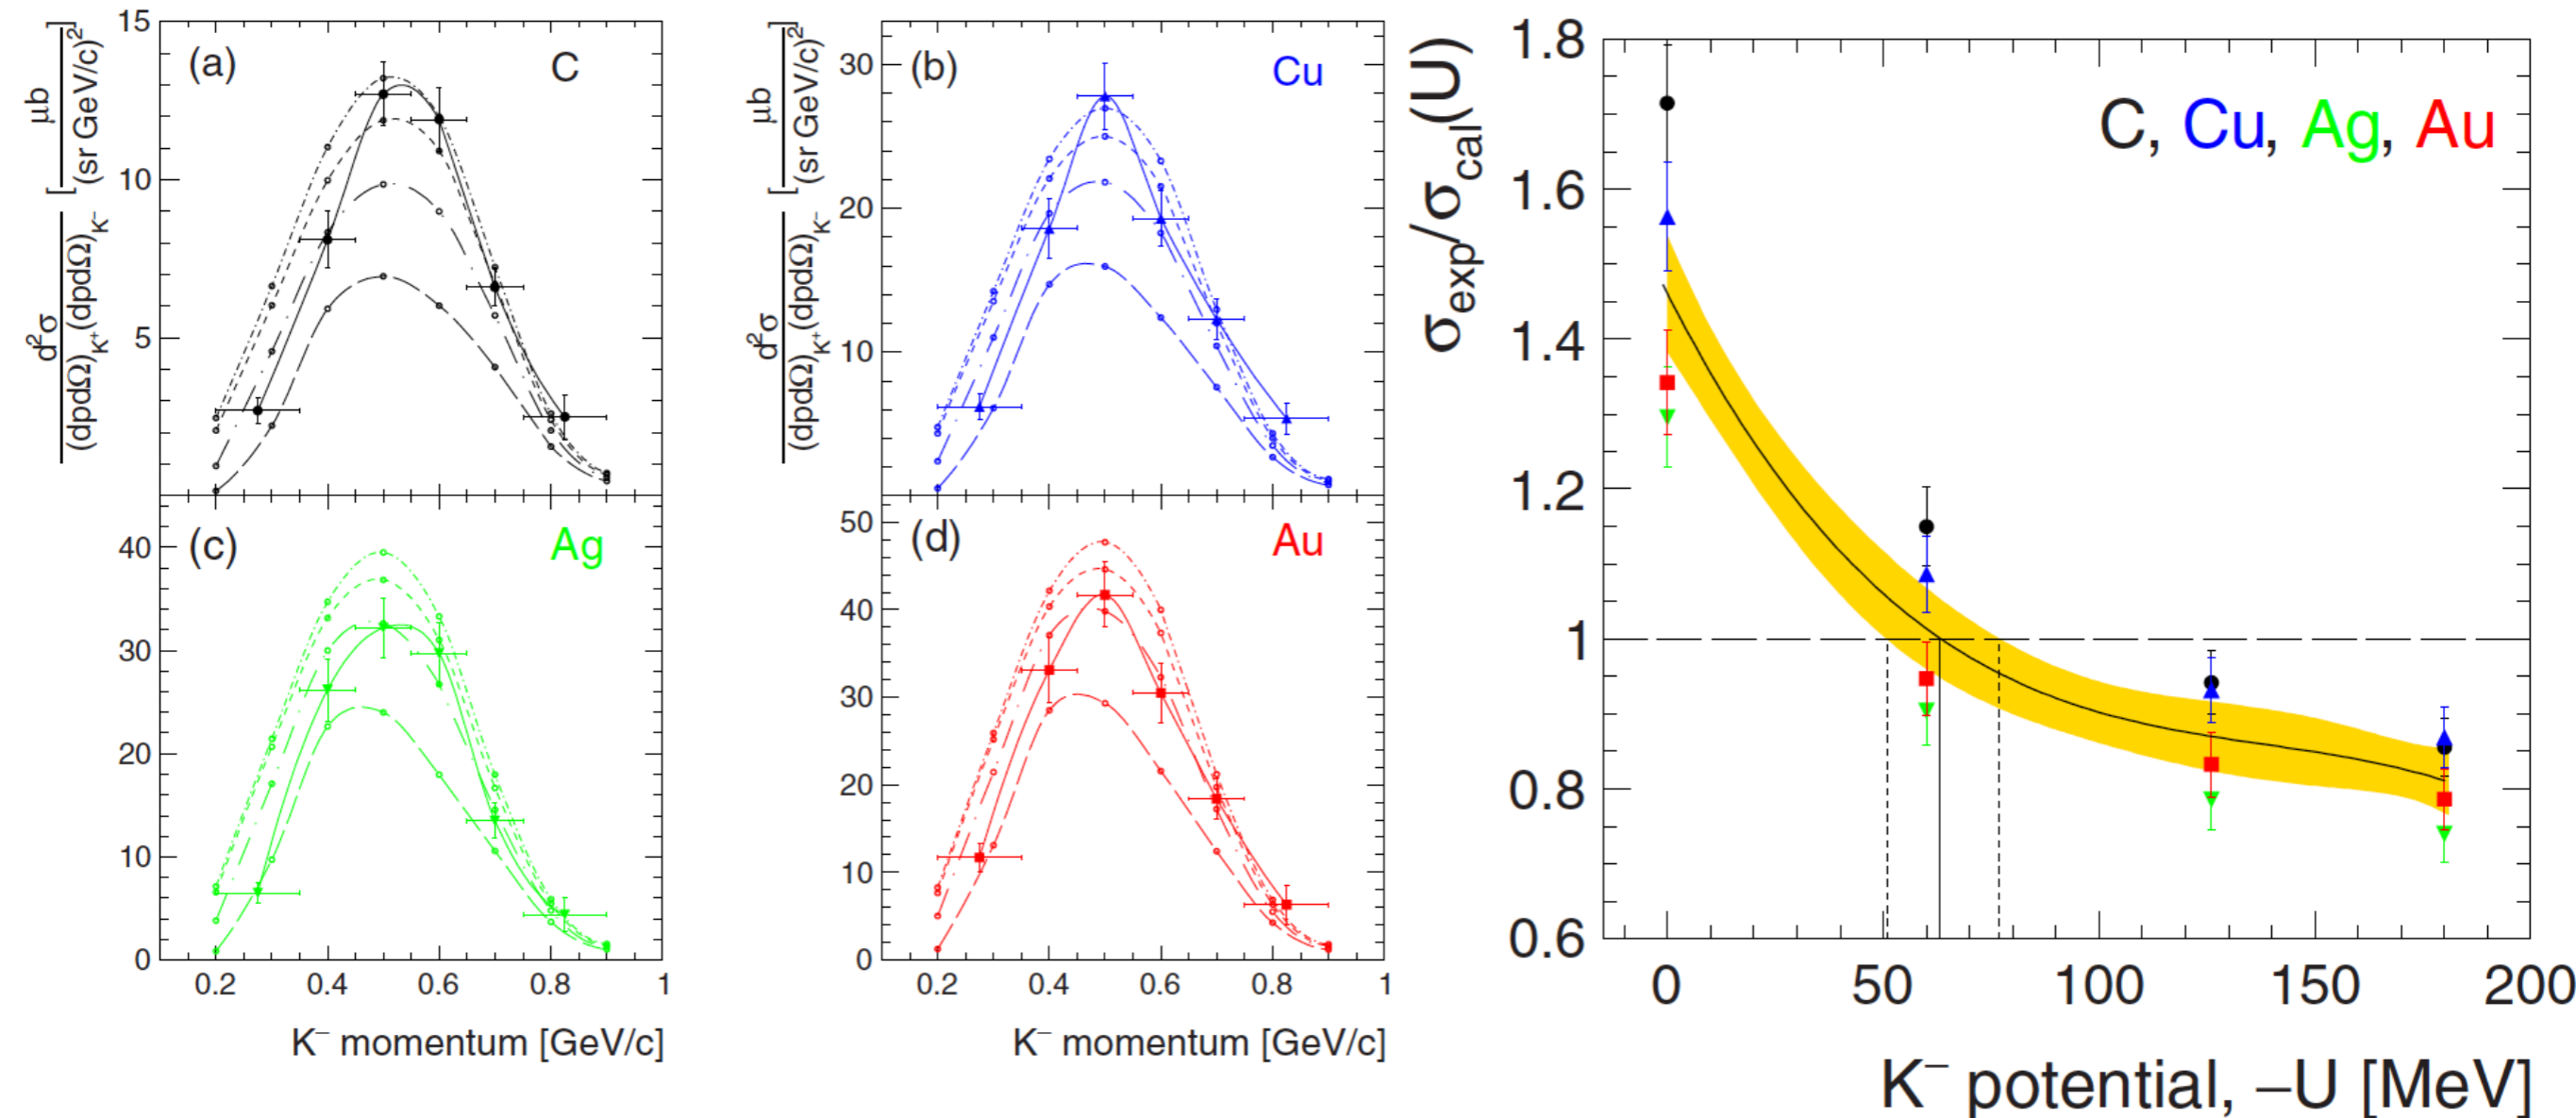 (a)
C
15
10
5
d²σ
(dpdΩ)K⁺(dpdΩ)K⁻
[ μb
(sr GeV/c)² ]
(b)
Cu
30
20
10
d²σ
(dpdΩ)K⁺(dpdΩ)K⁻
[ μb
(sr GeV/c)² ]
(c)
Ag
40
30
20
10
0
0.2 0.4 0.6 0.8 1
K⁻ momentum [GeV/c]
(d)
Au
50
40
30
20
10
0
0.2 0.4 0.6 0.8 1
K⁻ momentum [GeV/c]
σexp/σcal(U)
C, Cu, Ag, Au
1.8
1.6
1.4
1.2
1
0.8
0.6
0 50 100 150 200
K⁻ potential, −U [MeV]